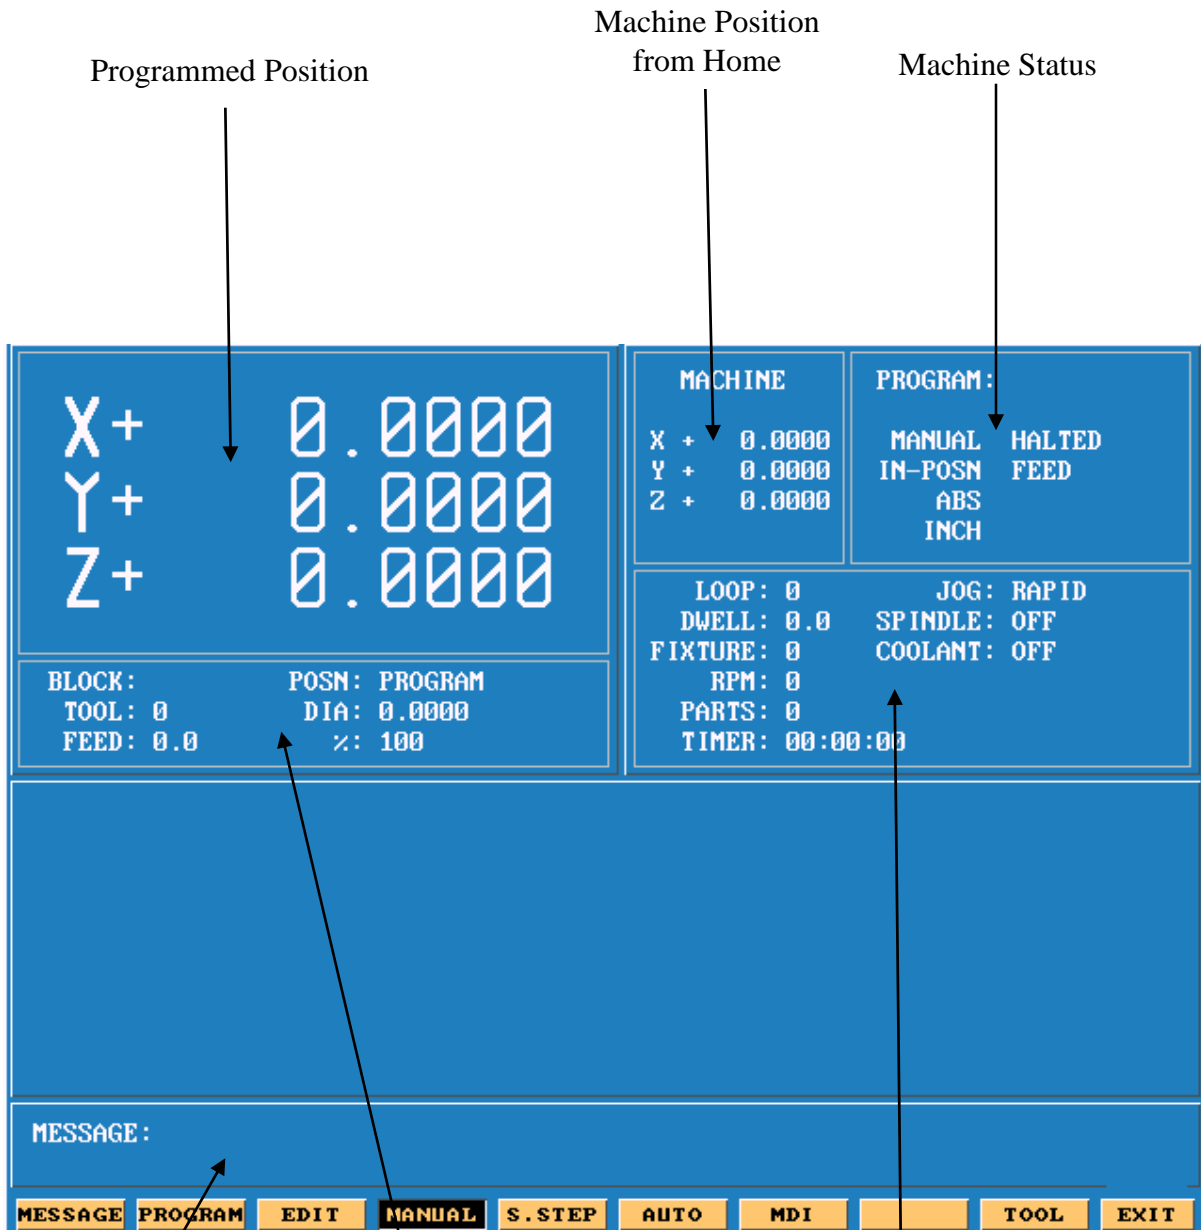 Machine Position
from Home
Programmed Position
Machine Status
X+ 0.0000
Y+ 0.0000
Z+ 0.0000
BLOCK: POSN: PROGRAM
TOOL: 0 DIA: 0.0000
FEED: 0.0 %: 100
MACHINE
X + 0.0000
Y + 0.0000
Z + 0.0000
PROGRAM:
MANUAL HALTED
IN-POSN FEED
ABS
INCH
LOOP: 0 JOG: RAPID
DWELL: 0.0 SPINDLE: OFF
FIXTURE: 0 COOLANT: OFF
RPM: 0
PARTS: 0
TIMER: 00:00:00
MESSAGE:
MESSAGE PROGRAM EDIT MANUAL S.STEP AUTO MDI TOOL EXIT